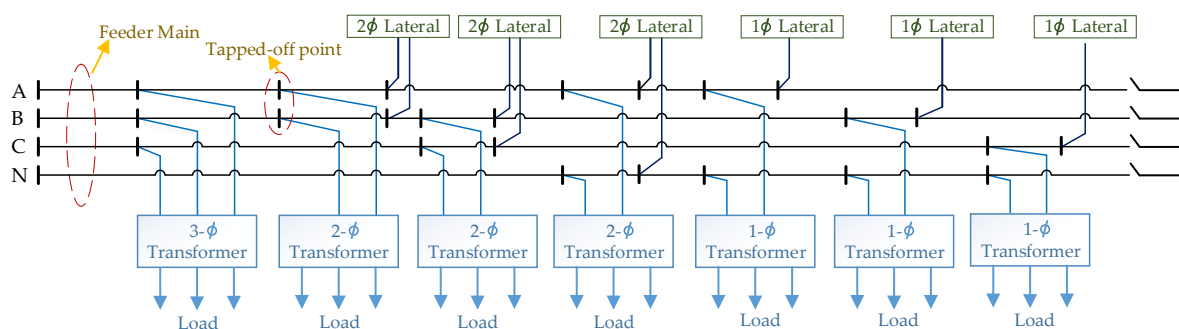 2ϕ Lateral
2ϕ Lateral
2ϕ Lateral
1ϕ Lateral
1ϕ Lateral
1ϕ Lateral
Feeder Main
Tapped-off point
A
B
C
N
3-ϕ
Transformer
2-ϕ
Transformer
2-ϕ
Transformer
2-ϕ
Transformer
1-ϕ
Transformer
1-ϕ
Transformer
1-ϕ
Transformer
Load
Load
Load
Load
Load
Load
Load